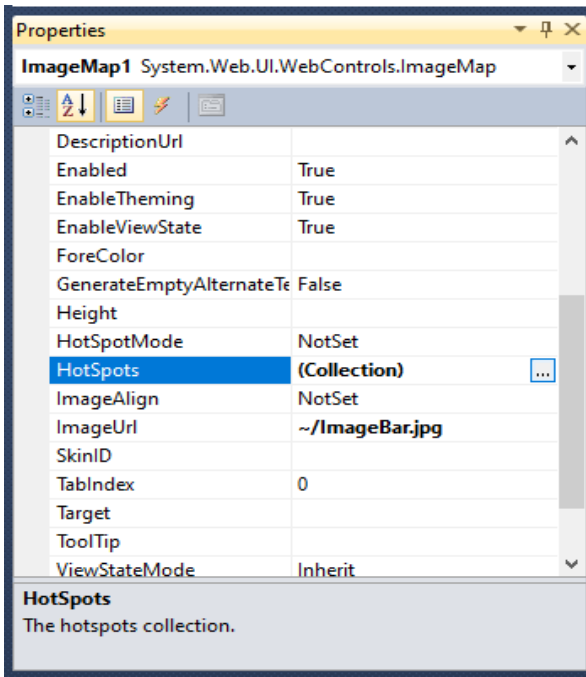 Properties
ImageMap1 System.Web.UI.WebControls.ImageMap
DescriptionUrl
Enabled True
EnableTheming True
EnableViewState True
ForeColor
GenerateEmptyAlternateTe False
Height
HotSpotMode NotSet
HotSpots (Collection) ...
ImageAlign NotSet
ImageUrl ~/ImageBar.jpg
SkinID
TabIndex 0
Target
ToolTip
ViewStateMode Inherit
HotSpots
The hotspots collection.